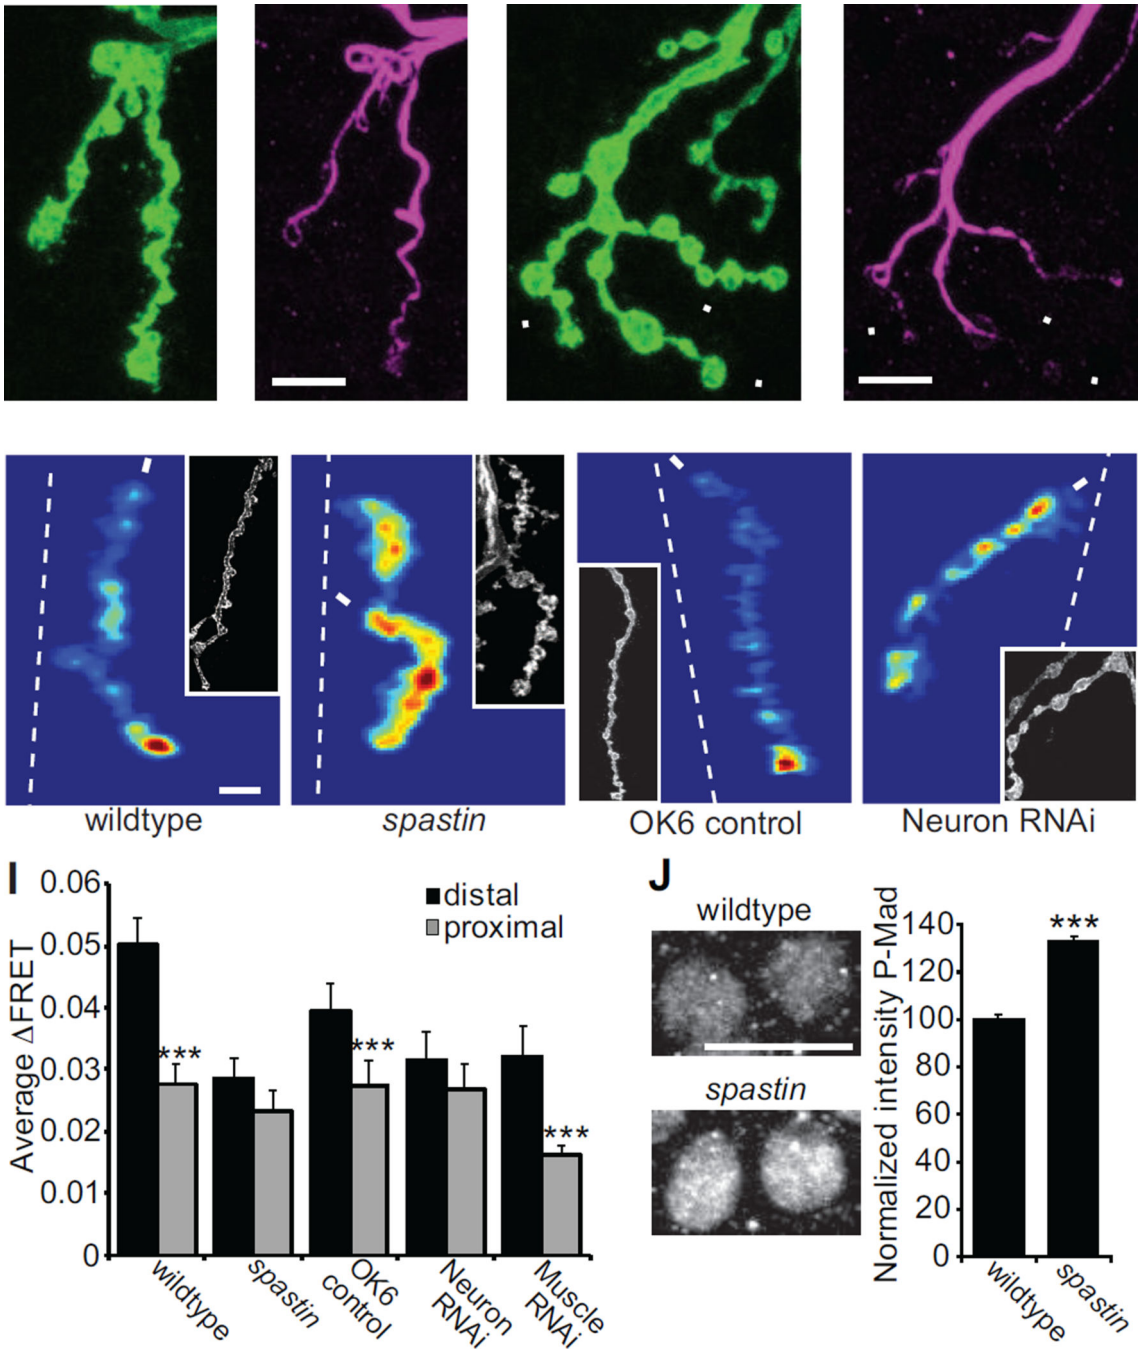 wildtype
spastin
OK6 control
Neuron RNAi
I
Average ΔFRET
0.06
0.05
0.04
0.03
0.02
0.01
0
distal
proximal
***
***
***
wildtype
spastin
OK6
control
Neuron
RNAi
Muscle
RNAi
J
wildtype
spastin
Normalized intensity P-Mad
140
120
100
80
60
40
20
0
***
wildtype
spastin